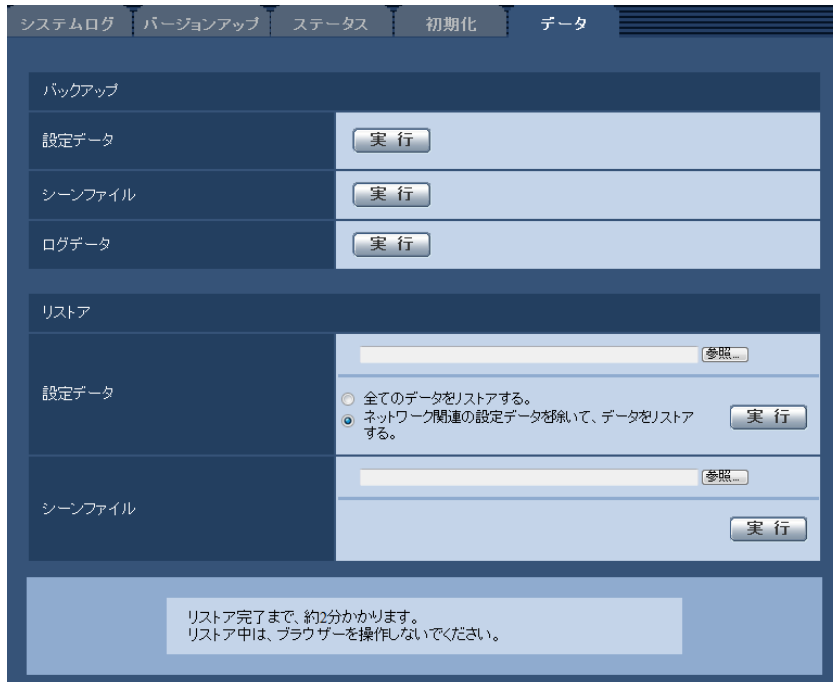 システムログ バージョンアップ ステータス 初期化 データ
バックアップ
設定データ 実 行
シーンファイル 実 行
ログデータ 実 行
リストア
参照...
設定データ
全てのデータをリストアする。
ネットワーク関連の設定データを除いて、データをリストア
する。
実 行
参照...
シーンファイル
実 行
リストア完了まで、約2分かかります。
リストア中は、ブラウザーを操作しないでください。